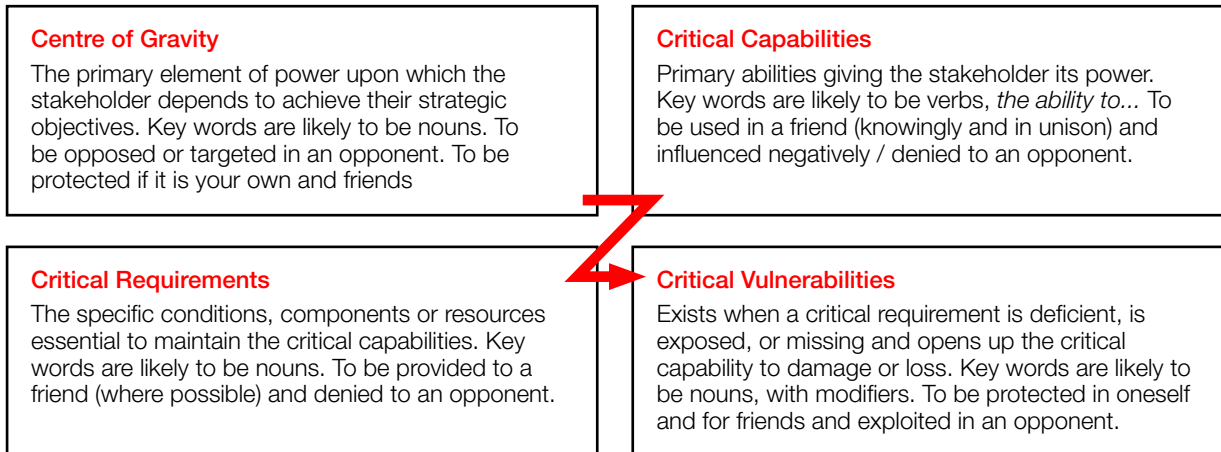 Centre of Gravity
The primary element of power upon which the
stakeholder depends to achieve their strategic
objectives. Key words are likely to be nouns. To
be opposed or targeted in an opponent. To be
protected if it is your own and friends
Critical Capabilities
Primary abilities giving the stakeholder its power.
Key words are likely to be verbs, the ability to... To
be used in a friend (knowingly and in unison) and
influenced negatively / denied to an opponent.
Critical Requirements
The specific conditions, components or resources
essential to maintain the critical capabilities. Key
words are likely to be nouns. To be provided to a
friend (where possible) and denied to an opponent.
Critical Vulnerabilities
Exists when a critical requirement is deficient, is
exposed, or missing and opens up the critical
capability to damage or loss. Key words are likely to
be nouns, with modifiers. To be protected in oneself
and for friends and exploited in an opponent.